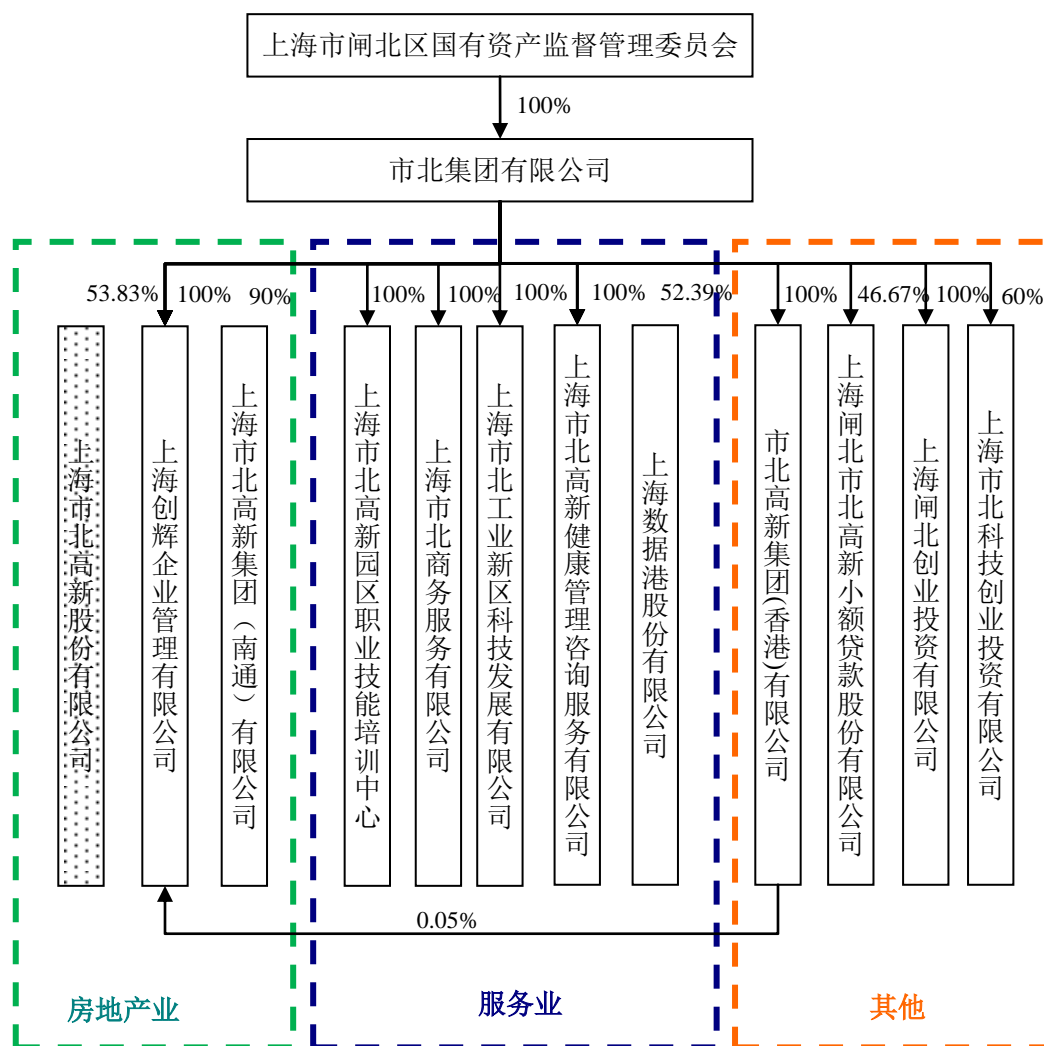 上海市闸北区国有资产监督管理委员会
100%
市北集团有限公司
53.83%
100%
90%
100%
100%
100%
100%
52.39%
100%
46.67%
100%
60%
上海市北高新股份有限公司
上海创辉企业管理有限公司
上海市北高新集团（南通）有限公司
上海市北高新园区职业技能培训中心
上海市北商务服务有限公司
上海市北工业新区科技发展有限公司
上海市北高新健康管理咨询服务有限公司
上海数据港股份有限公司
市北高新集团(香港)有限公司
上海闸北市北高新小额贷款股份有限公司
上海闸北创业投资有限公司
上海市北科技创业投资有限公司
0.05%
房地产业
服务业
其他